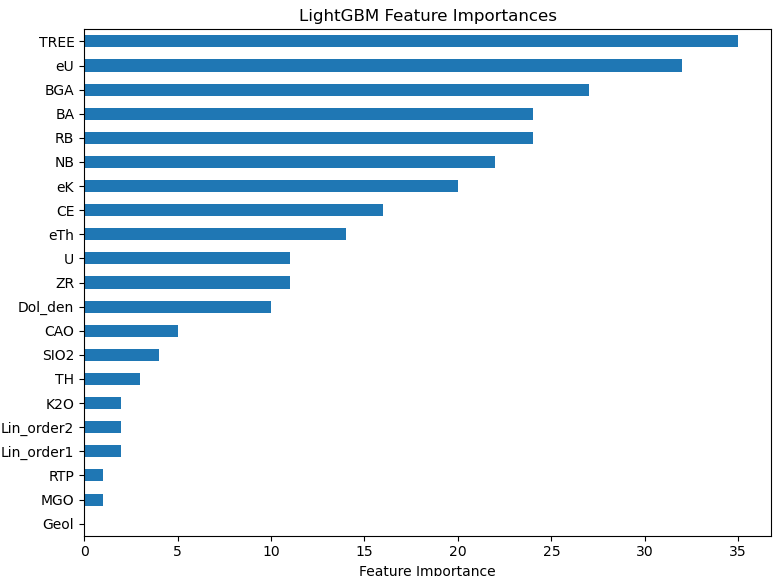 LightGBM Feature Importances
TREE
eU
BGA
BA
RB
NB
eK
CE
eTh
U
ZR
Dol_den
CAO
SIO2
TH
K2O
Lin_order2
Lin_order1
RTP
MGO
Geol
0 5 10 15 20 25 30 35
Feature Importance